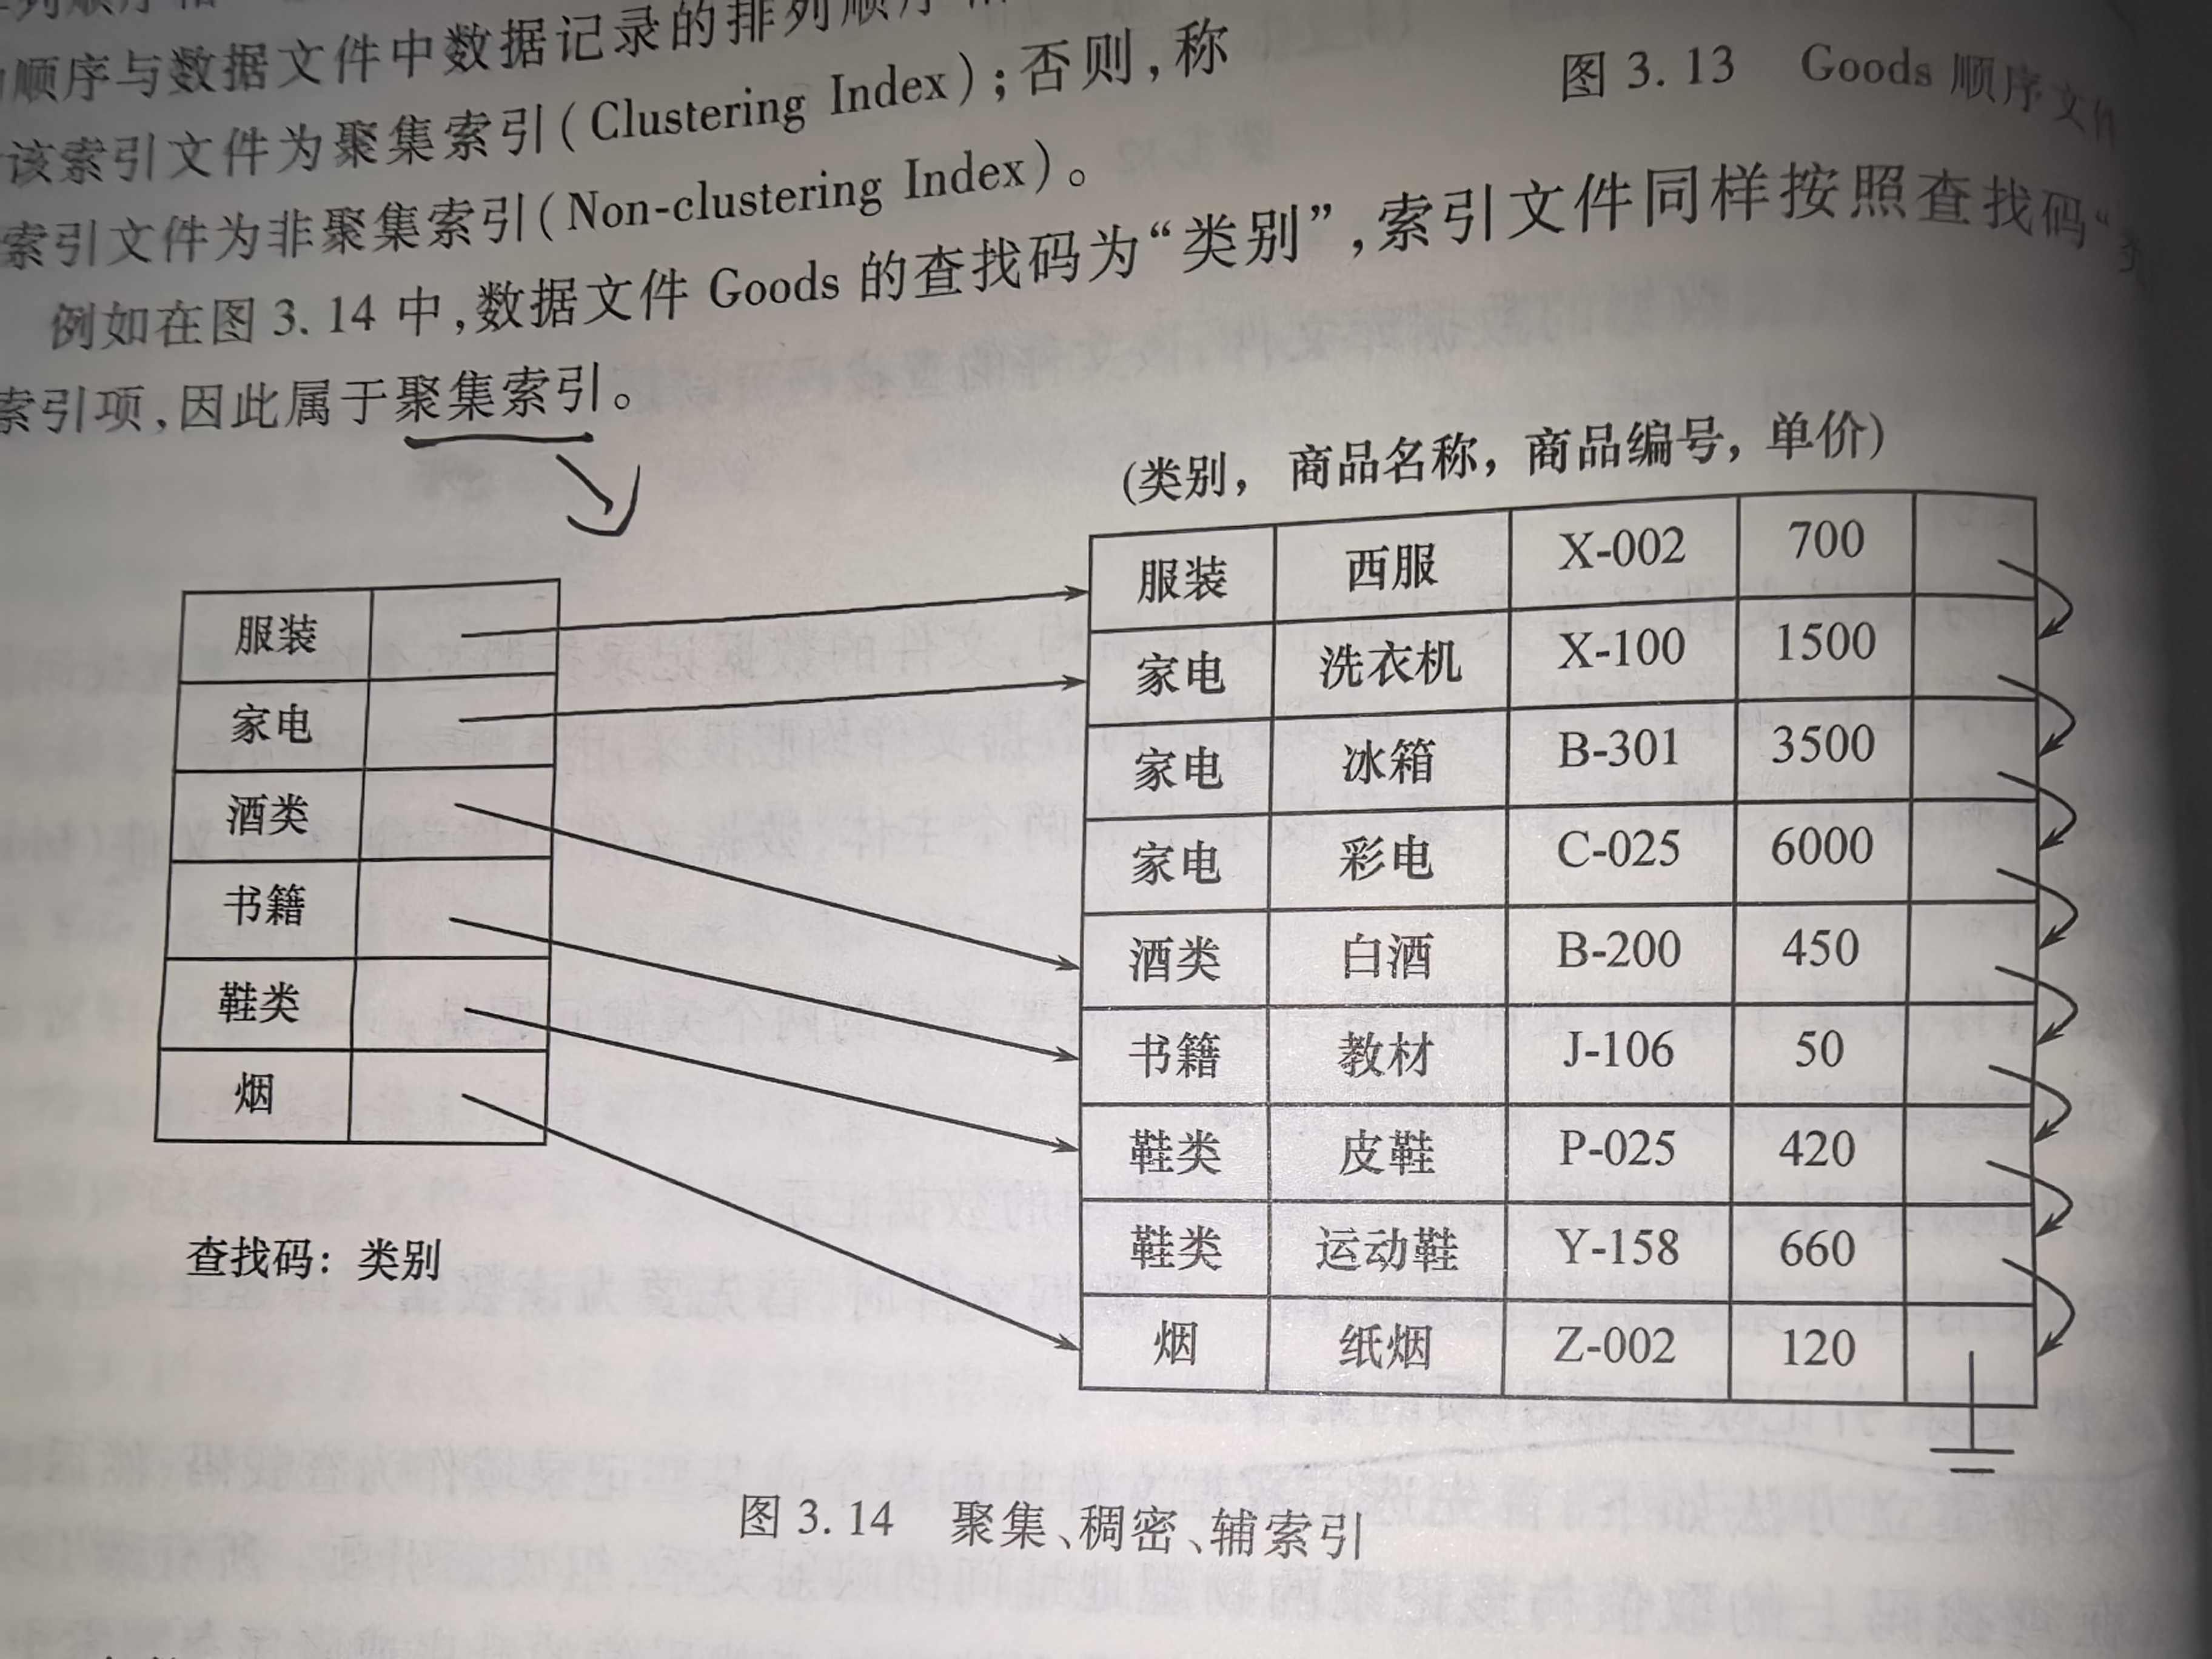 顺序与数据文件中数据记录的排列顺序
该索引文件为聚集索引(Clustering Index);否则,称
索引文件为非聚集索引(Non-clustering Index)。
图 3.13 Goods 顺序文件
例如在图 3.14 中,数据文件 Goods 的查找码为“类别”,索引文件同样按照查找码“
索引项,因此属于聚集索引。
(类别, 商品名称, 商品编号, 单价)
服装
家电
酒类
书籍
鞋类
烟
查找码: 类别
服装 西服 X-002 700
家电 洗衣机 X-100 1500
家电 冰箱 B-301 3500
家电 彩电 C-025 6000
酒类 白酒 B-200 450
书籍 教材 J-106 50
鞋类 皮鞋 P-025 420
鞋类 运动鞋 Y-158 660
烟 纸烟 Z-002 120
图 3.14 聚集、稠密、辅索引